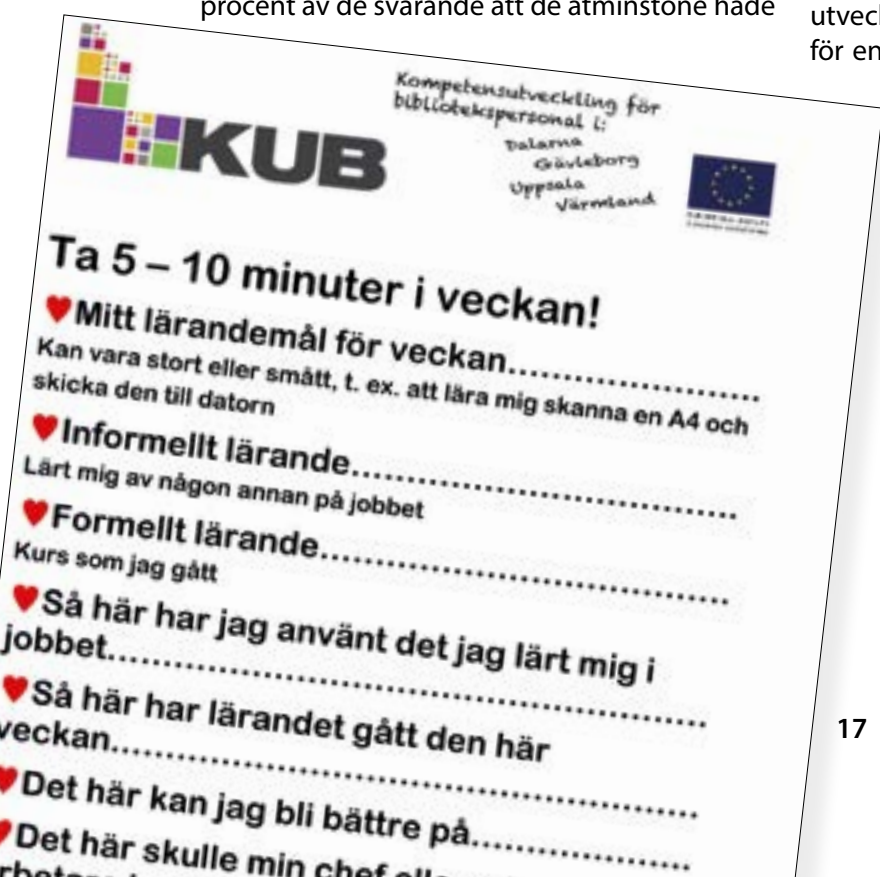 procent av de svarande att de åtminstone hade
för en
KUB
Kompetensutveckling för
bibliotekspersonal i:
Dalarna
Gävleborg
Uppsala
Värmland
Ta 5 – 10 minuter i veckan!
Mitt lärandemål för veckan..............................
Kan vara stort eller smått, t. ex. att lära mig skanna en A4 och
skicka den till datorn
Informellt lärande..............................................
Lärt mig av någon annan på jobbet
Formellt lärande.................................................
Kurs som jag gått
Så här har jag använt det jag lärt mig i
jobbet.........................................................................
Så här har lärandet gått den här
veckan.......................................................................
Det här kan jag bli bättre på...........................
Det här skulle min chef
17